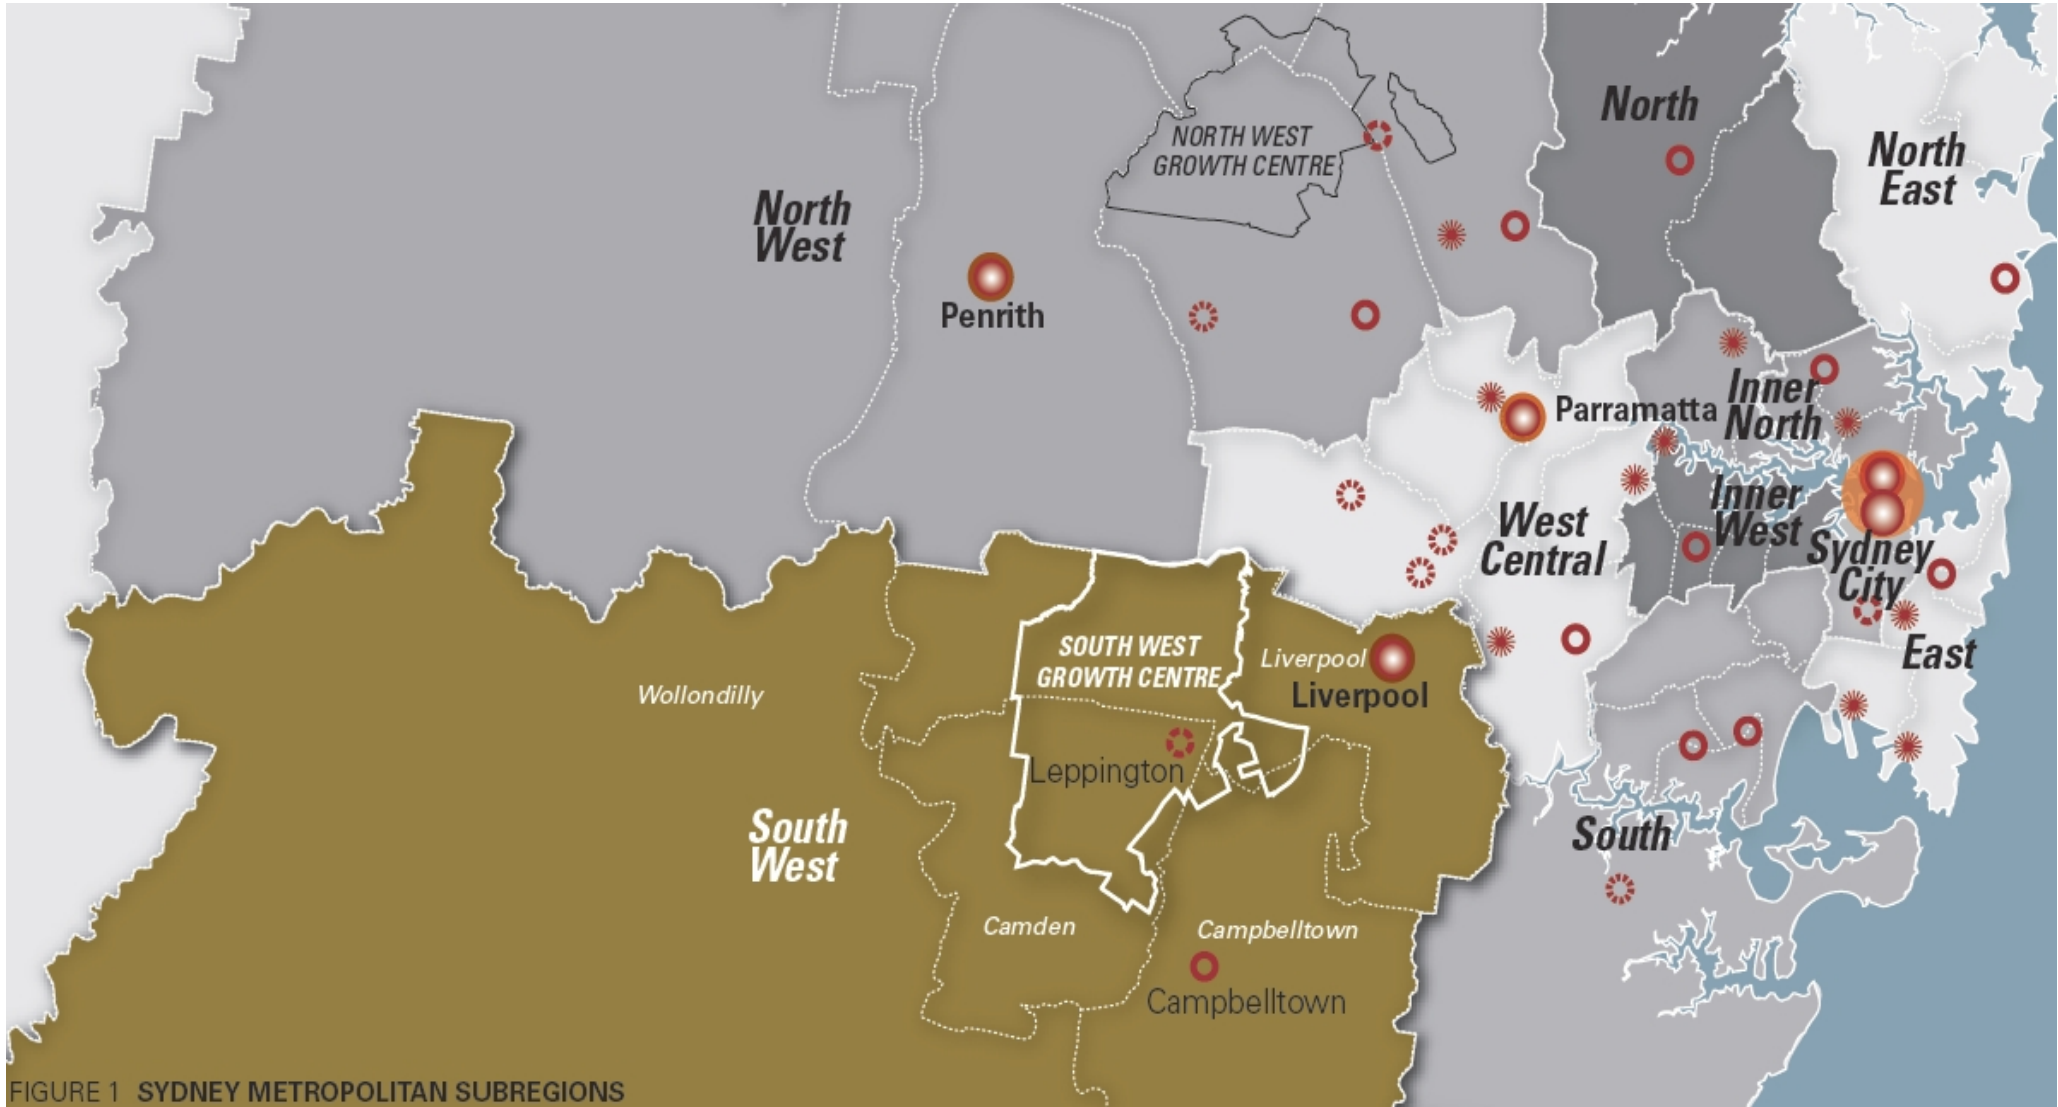 North
North
East
NORTH WEST
GROWTH CENTRE
North
West
Penrith
Parramatta
Inner
North
Inner
West
West
Central
Sydney
City
East
SOUTH WEST
GROWTH CENTRE
Liverpool
Liverpool
Wollondilly
Leppington
South
West
South
Camden
Campbelltown
Campbelltown
FIGURE 1 SYDNEY METROPOLITAN SUBREGIONS